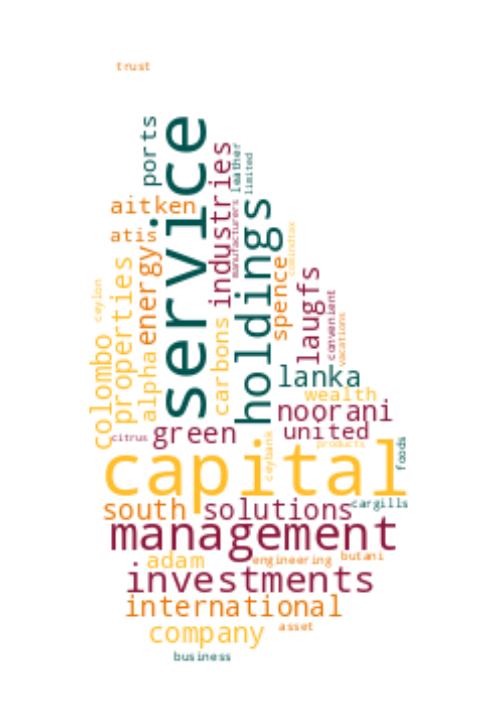 trust
ports
service
leather
limited
industries
manufacturers
aitken
holdings
atis
energy
spence
properties
laugfs
ceylon
convenient
vacations
colombo
alpha
carbons
lanka
wealth
noorani
citrus
green
united
products
ceybank
foods
capital
south
solutions
cargills
management
adam
engineering
butani
investments
international
company
asset
business